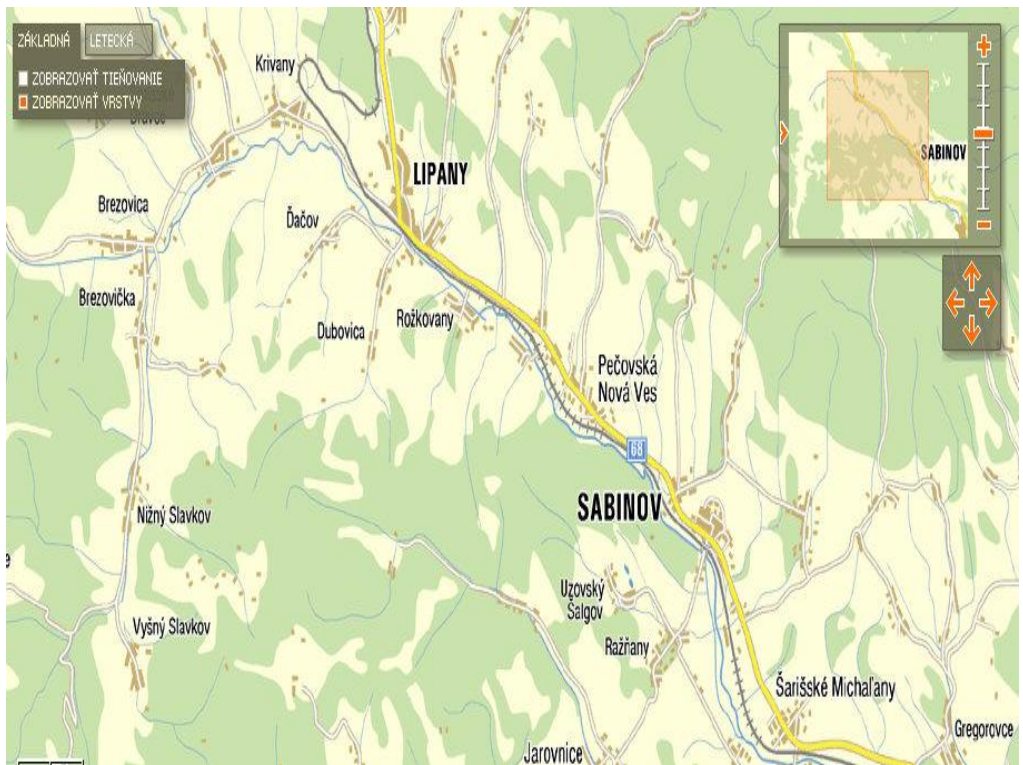 ZÁKLADNÁ
LETECKÁ
ZOBRAZOVAŤ TIEŇOVANIE
ZOBRAZOVAŤ VRSTVY
Krivany
SABINOV
LIPANY
Brezovica
Ďačov
Brezovička
Dubovica
Rožkovany
Pečovská
Nová Ves
68
SABINOV
Nižný Slavkov
Uzovský
Šalgov
Vyšný Slavkov
Ražňany
Šarišské Michaľany
Gregorovce
Jarovnice